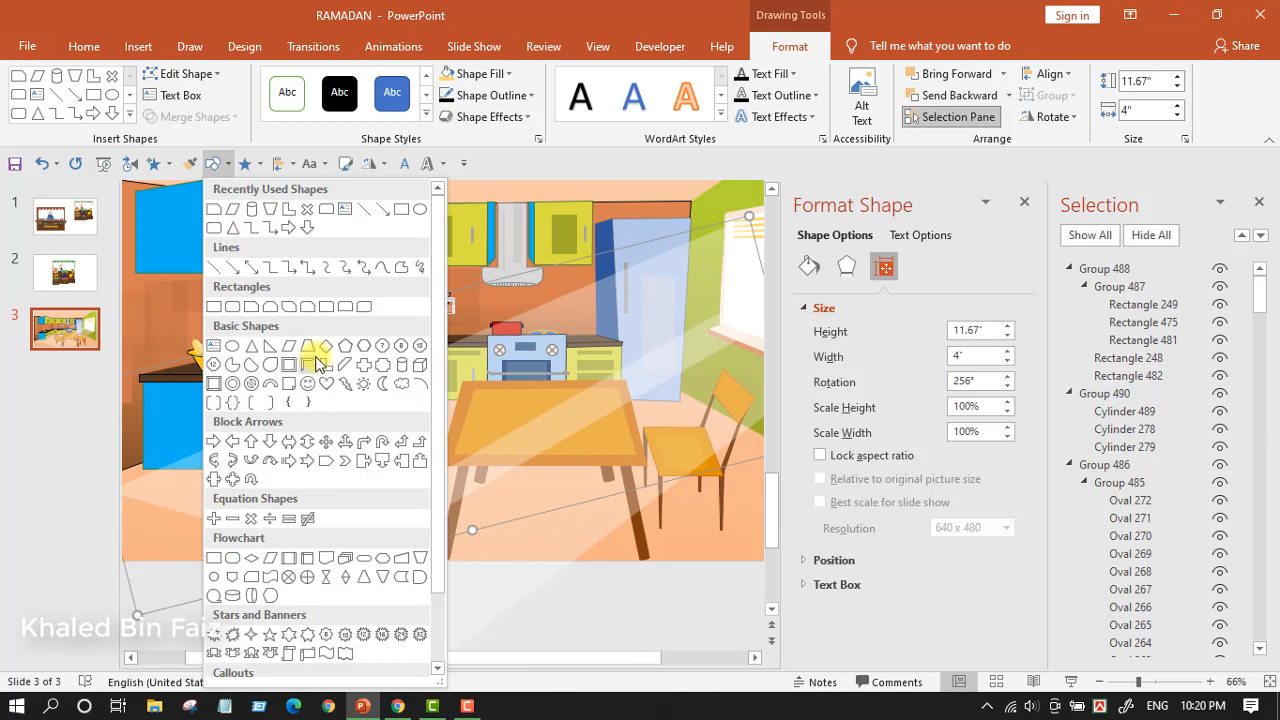 RAMADAN - PowerPoint
Drawing Tools
Sign in
File Home Insert Draw Design Transitions Animations Slide Show Review View Developer Help Format Tell me what you want to do Share
Edit Shape
Text Box
Merge Shapes
Insert Shapes
Abc Abc Abc
Shape Fill
Shape Outline
Shape Effects
Shape Styles
A A A
Text Fill
Text Outline
Text Effects
WordArt Styles
Alt
Text
Accessibility
Bring Forward
Send Backward
Selection Pane
Align
Group
Rotate
Arrange
11.67"
4"
Size
Aa A A
1
2
3
Recently Used Shapes
Lines
Rectangles
Basic Shapes
Block Arrows
Equation Shapes
Flowchart
Stars and Banners
Callouts
Format Shape
Shape Options Text Options
Size
Height 11.67"
Width 4"
Rotation 256°
Scale Height 100%
Scale Width 100%
Lock aspect ratio
Relative to original picture size
Best scale for slide show
Resolution 640 x 480
Position
Text Box
Selection
Show All Hide All
Group 488
Group 487
Rectangle 249
Rectangle 475
Rectangle 481
Rectangle 482
Group 490
Cylinder 489
Cylinder 278
Cylinder 279
Group 486
Group 485
Oval 272
Oval 271
Oval 270
Oval 269
Oval 268
Oval 267
Oval 266
Oval 265
Oval 264
Khaled Bin Faiz
Slide 3 of 3 English (United Stat
Notes Comments 66%
ENG 10:20 PM